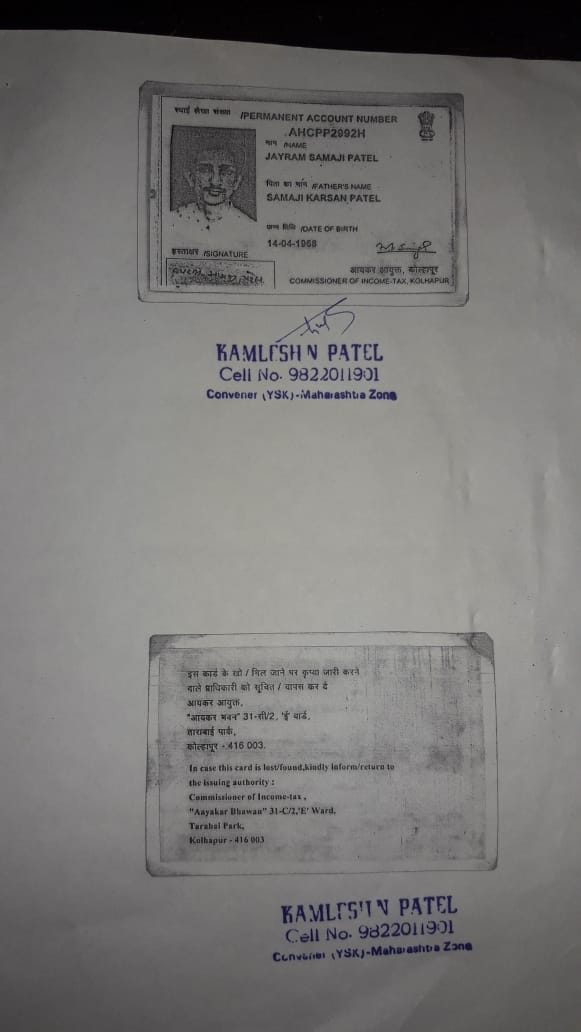 स्थाई लेखा संख्या /PERMANENT ACCOUNT NUMBER
AHCPP2992H
नाम /NAME
JAYRAM SAMAJI PATEL
पिता का नाम /FATHER'S NAME
SAMAJI KARSAN PATEL
जन्म तिथि /DATE OF BIRTH
14-04-1968
हस्ताक्षर /SIGNATURE
आयकर आयुक्त, कोल्हापुर
COMMISSIONER OF INCOME-TAX, KOLHAPUR
KAMLESH N PATEL
Cell No. 9822011901
Convener (YSK)-Maharashtra Zone
इस कार्ड के खो / मिल जाने पर कृप्या जारी करने
वाले प्राधिकारी को सूचित / वापस कर दें
आयकर आयुक्त,
"आयकर भवन" 31-सी/2, 'ई' वार्ड,
ताराबाई पार्क,
कोल्हापूर - 416 003.
In case this card is lost/found,kindly inform/return to
the issuing authority :
Commissioner of Income-tax ,
"Aayakar Bhawan" 31-C/2,'E' Ward,
Tarabai Park,
Kolhapur - 416 003
KAMLESH N PATEL
Cell No. 9822011901
Convener (YSK)-Maharashtra Zone